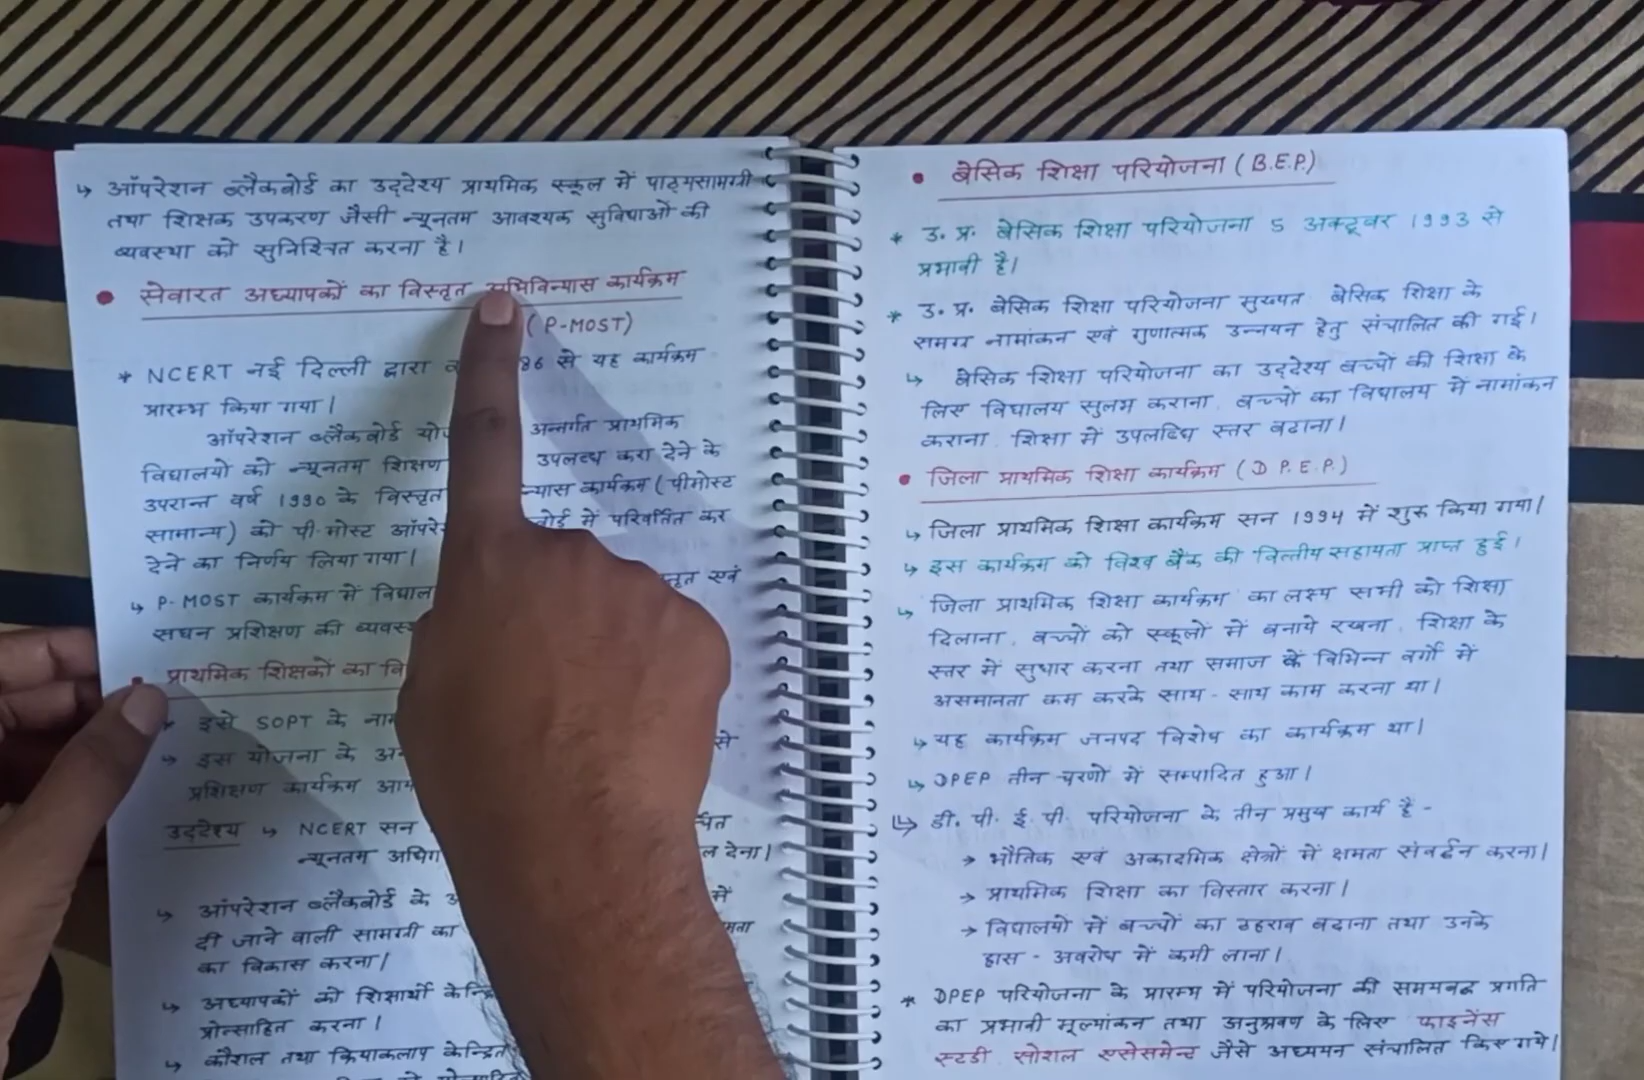 ↳ ऑपरेशन ब्लैकबोर्ड का उद्देश्य प्राथमिक स्कूल में पाठ्यसामग्री
तथा शिक्षक उपकरण जैसी न्यूनतम आवश्यक सुविधाओं की
व्यवस्था को सुनिश्चित करना है।
• सेवारत अध्यापकों का विस्तृत अभिविन्यास कार्यक्रम
(P-MOST)
* NCERT नई दिल्ली द्वारा 86 से यह कार्यक्रम
प्रारम्भ किया गया।
ऑपरेशन ब्लैकबोर्ड अन्तर्गत प्राथमिक
विद्यालयों को न्यूनतम शिक्षण उपलब्ध करा देने के
उपरान्त वर्ष 1990 के विस्तृत कार्यक्रम (पीमोस्ट
सामान्य) को पी-मोस्ट में परिवर्तित कर
देने का निर्णय लिया गया।
↳ P-MOST कार्यक्रम में एवं
सघन प्रशिक्षण की
• प्राथमिक शिक्षकों का
* इसे SOPT के
↳ इस योजना के से
प्रशिक्षण कार्यक्रम
उद्देश्य ↳ NCERT सन
न्यूनतम देना।
↳ ऑपरेशन ब्लैकबोर्ड के में
दी जाने वाली सामग्री का
का विकास करना।
↳ अध्यापकों को शिक्षार्थी
प्रोत्साहित करना।
↳ कौशल तथा क्रियाकलाप केन्द्रित
• बेसिक शिक्षा परियोजना (B.E.P.)
* उ. प्र. बेसिक शिक्षा परियोजना 5 अक्टूबर 1993 से
प्रभावी है।
* उ. प्र. बेसिक शिक्षा परियोजना मुख्यत बेसिक शिक्षा के
समग्र नामांकन एवं गुणात्मक उन्नयन हेतु संचालित की गई।
↳ बेसिक शिक्षा परियोजना का उद्देश्य बच्चो की शिक्षा के
लिए विद्यालय सुलभ कराना, बच्चों का विद्यालय में नामांकन
कराना, शिक्षा में उपलब्धि स्तर बढाना।
• जिला प्राथमिक शिक्षा कार्यक्रम (D.P.E.P.)
↳ जिला प्राथमिक शिक्षा कार्यक्रम सन 1994 में शुरू किया गया।
↳ इस कार्यक्रम को विश्व बैंक की वित्तीय सहायता प्राप्त हुई।
↳ जिला प्राथमिक शिक्षा कार्यक्रम का लक्ष्य सभी को शिक्षा
दिलाना, बच्चों को स्कूलों में बनाये रखना, शिक्षा के
स्तर में सुधार करना तथा समाज के विभिन्न वर्गों में
असमानता कम करके साथ - साथ काम करना था।
↳ यह कार्यक्रम जनपद विशेष का कार्यक्रम था।
↳ DPEP तीन चरणों में सम्पादित हुआ।
↳ डी. पी. ई. पी. परियोजना के तीन प्रमुख कार्य है -
→ भौतिक एवं अकादमिक क्षेत्रों में क्षमता संवर्द्धन करना।
→ प्राथमिक शिक्षा का विस्तार करना।
→ विद्यालयों में बच्चों का ठहराव बढाना तथा उनके
ह्रास - अवरोध में कमी लाना।
* DPEP परियोजना के प्रारम्भ में परियोजना की समयबद्ध प्रगति
का प्रभावी मूल्यांकन तथा अनुश्रवण के लिए फाइनेंस
स्टडी, सोशल एसेसमेन्ट जैसे अध्ययन संचालित किए गये।